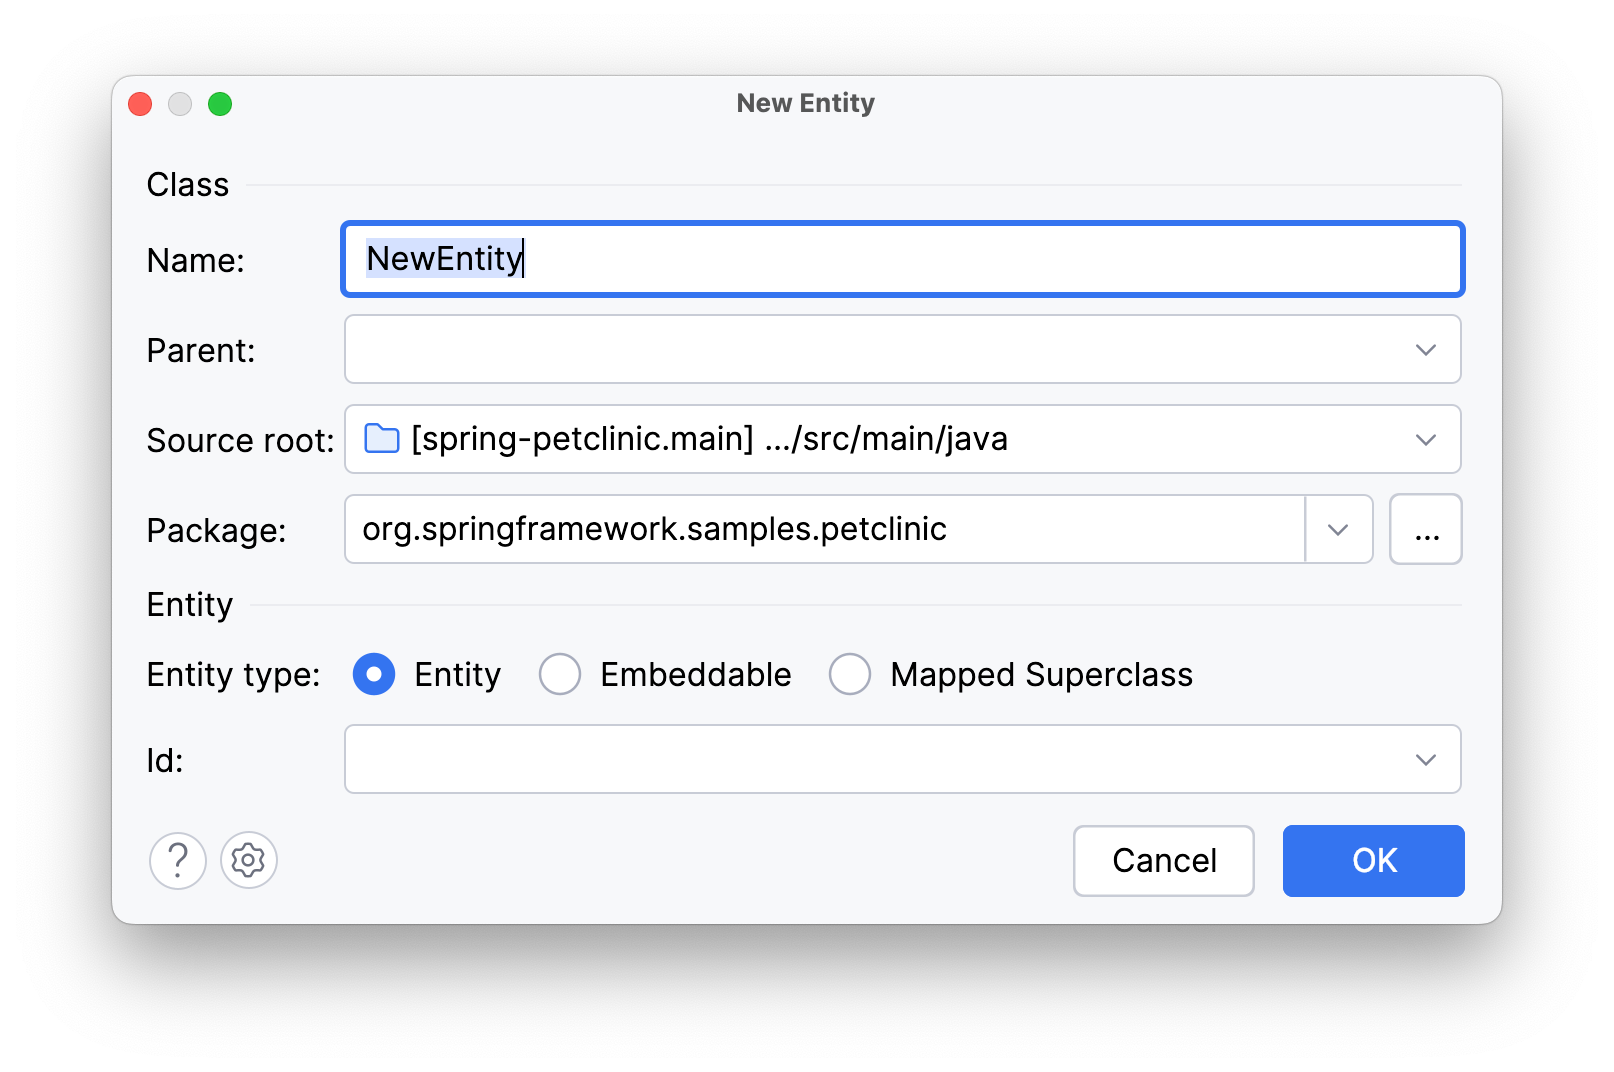 New Entity
Class
Name: NewEntity
Parent:
Source root: [spring-petclinic.main] .../src/main/java
Package: org.springframework.samples.petclinic ...
Entity
Entity type: Entity Embeddable Mapped Superclass
Id:
? Cancel OK